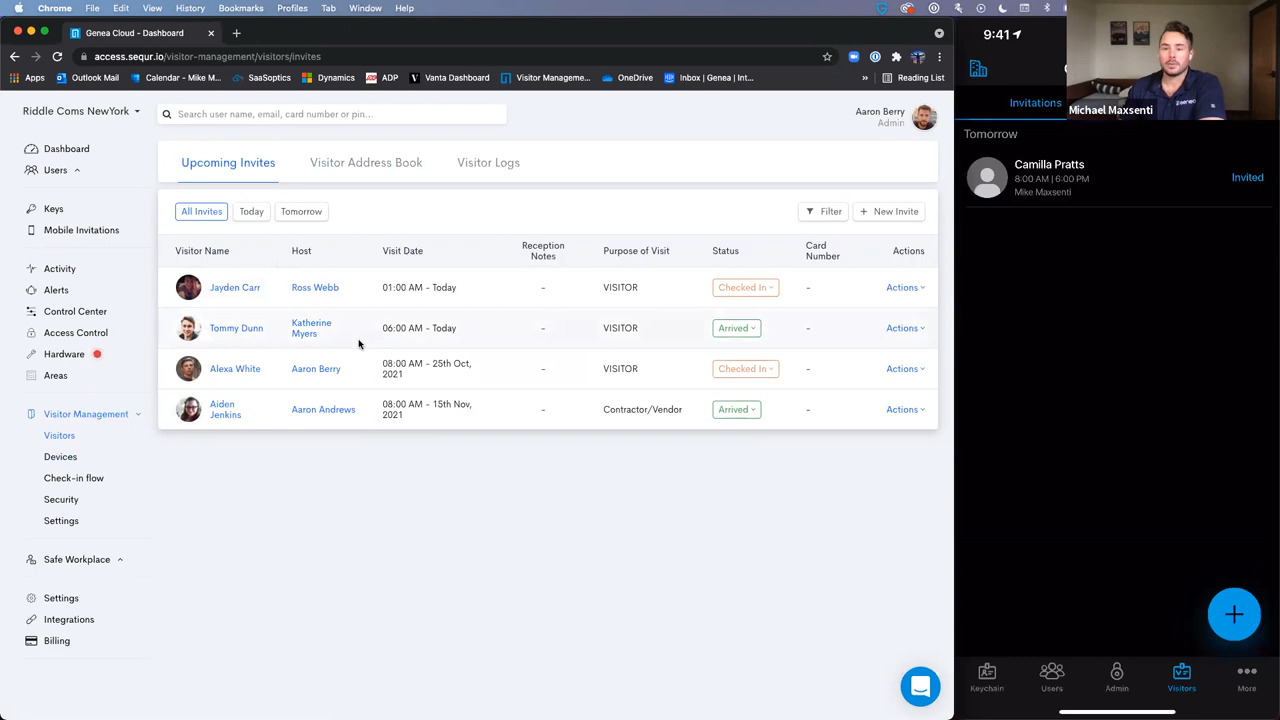 Chrome File Edit View History Bookmarks Profiles Tab Window Help
Genea Cloud - Dashboard
access.sequr.io/visitor-management/visitors/invites
Apps Outlook Mail Calendar - Mike M... SaaSoptics Dynamics ADP Vanta Dashboard Visitor Manageme... OneDrive Inbox | Genea | Int... » Reading List
Riddle Coms NewYork
Search user name, email, card number or pin...
Aaron Berry
Admin
Dashboard
Users
Keys
Mobile Invitations
Activity
Alerts
Control Center
Access Control
Hardware
Areas
Visitor Management
Visitors
Devices
Check-in flow
Security
Settings
Safe Workplace
Settings
Integrations
Billing
Upcoming Invites Visitor Address Book Visitor Logs
All Invites Today Tomorrow Filter + New Invite
Visitor Name Host Visit Date Reception Notes Purpose of Visit Status Card Number Actions
Jayden Carr Ross Webb 01:00 AM - Today - VISITOR Checked In - Actions
Tommy Dunn Katherine Myers 06:00 AM - Today - VISITOR Arrived - Actions
Alexa White Aaron Berry 08:00 AM - 25th Oct, 2021 - VISITOR Checked In - Actions
Aiden Jenkins Aaron Andrews 08:00 AM - 15th Nov, 2021 - Contractor/Vendor Arrived - Actions
9:41
genea
Michael Maxsenti
Invitations
Tomorrow
Camilla Pratts
8:00 AM | 6:00 PM
Mike Maxsenti
Invited
Keychain Users Admin Visitors More